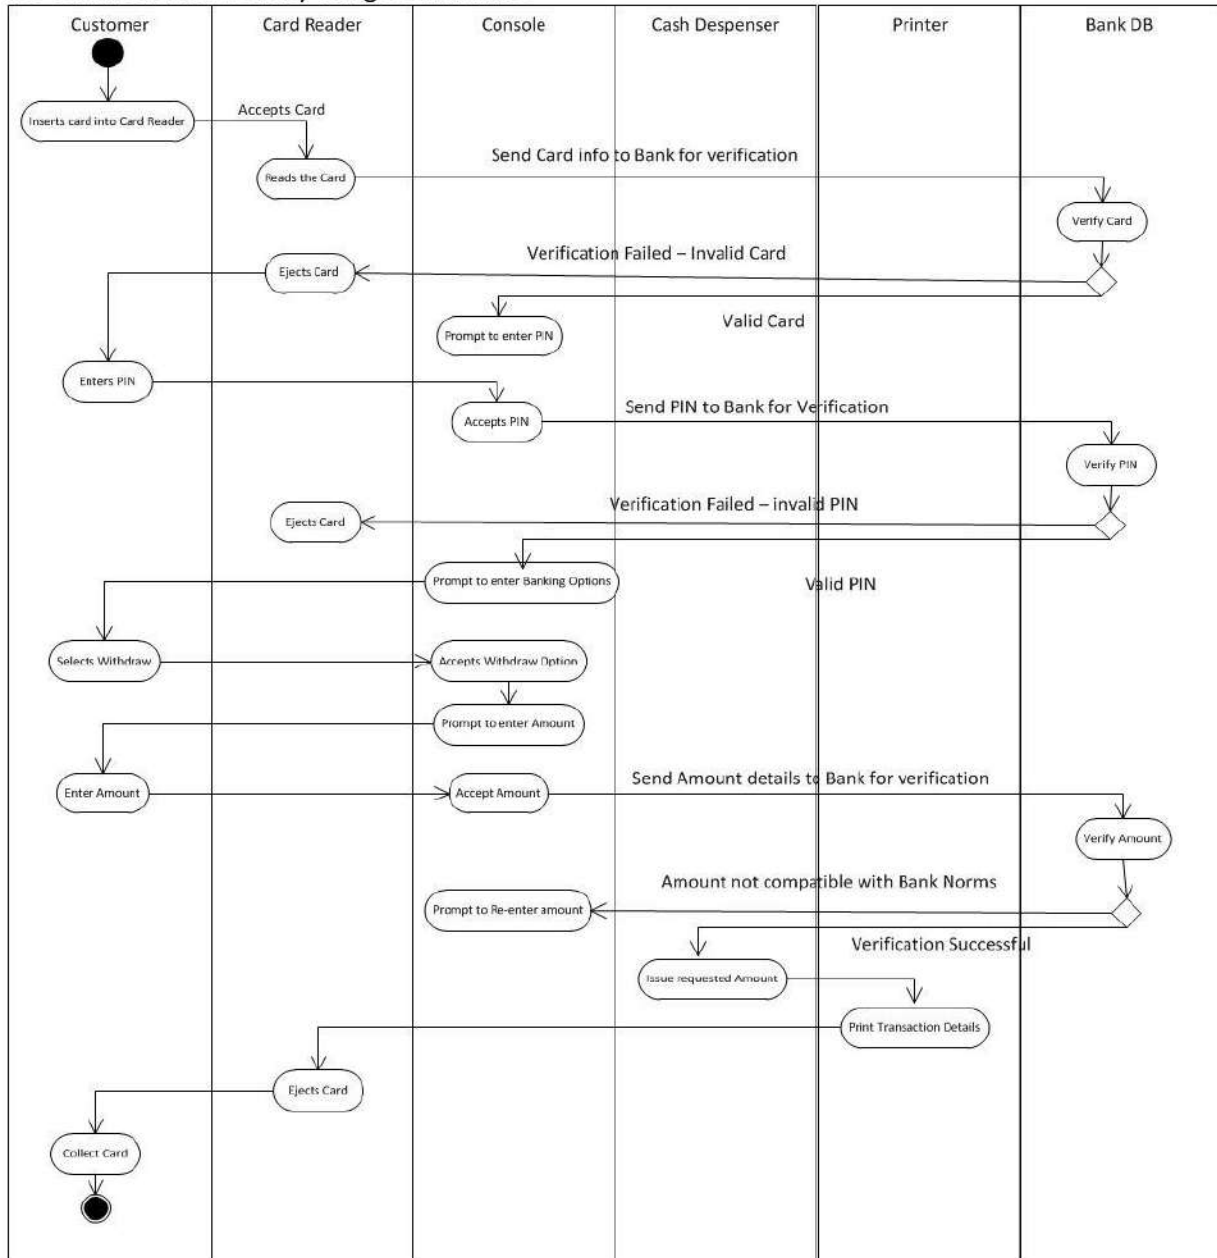 Customer
Card Reader
Console
Cash Despenser
Printer
Bank DB
Inserts card into Card Reader
Accepts Card
Reads the Card
Send Card info to Bank for verification
Verify Card
Verification Failed – Invalid Card
Ejects Card
Valid Card
Prompt to enter PIN
Enters PIN
Accepts PIN
Send PIN to Bank for Verification
Verify PIN
Verification Failed – invalid PIN
Ejects Card
Prompt to enter Banking Options
Valid PIN
Selects Withdraw
Accepts Withdraw Option
Prompt to enter Amount
Enter Amount
Accept Amount
Send Amount details to Bank for verification
Verify Amount
Amount not compatible with Bank Norms
Prompt to Re-enter amount
Verification Successful
Issue requested Amount
Print Transaction Details
Ejects Card
Collect Card